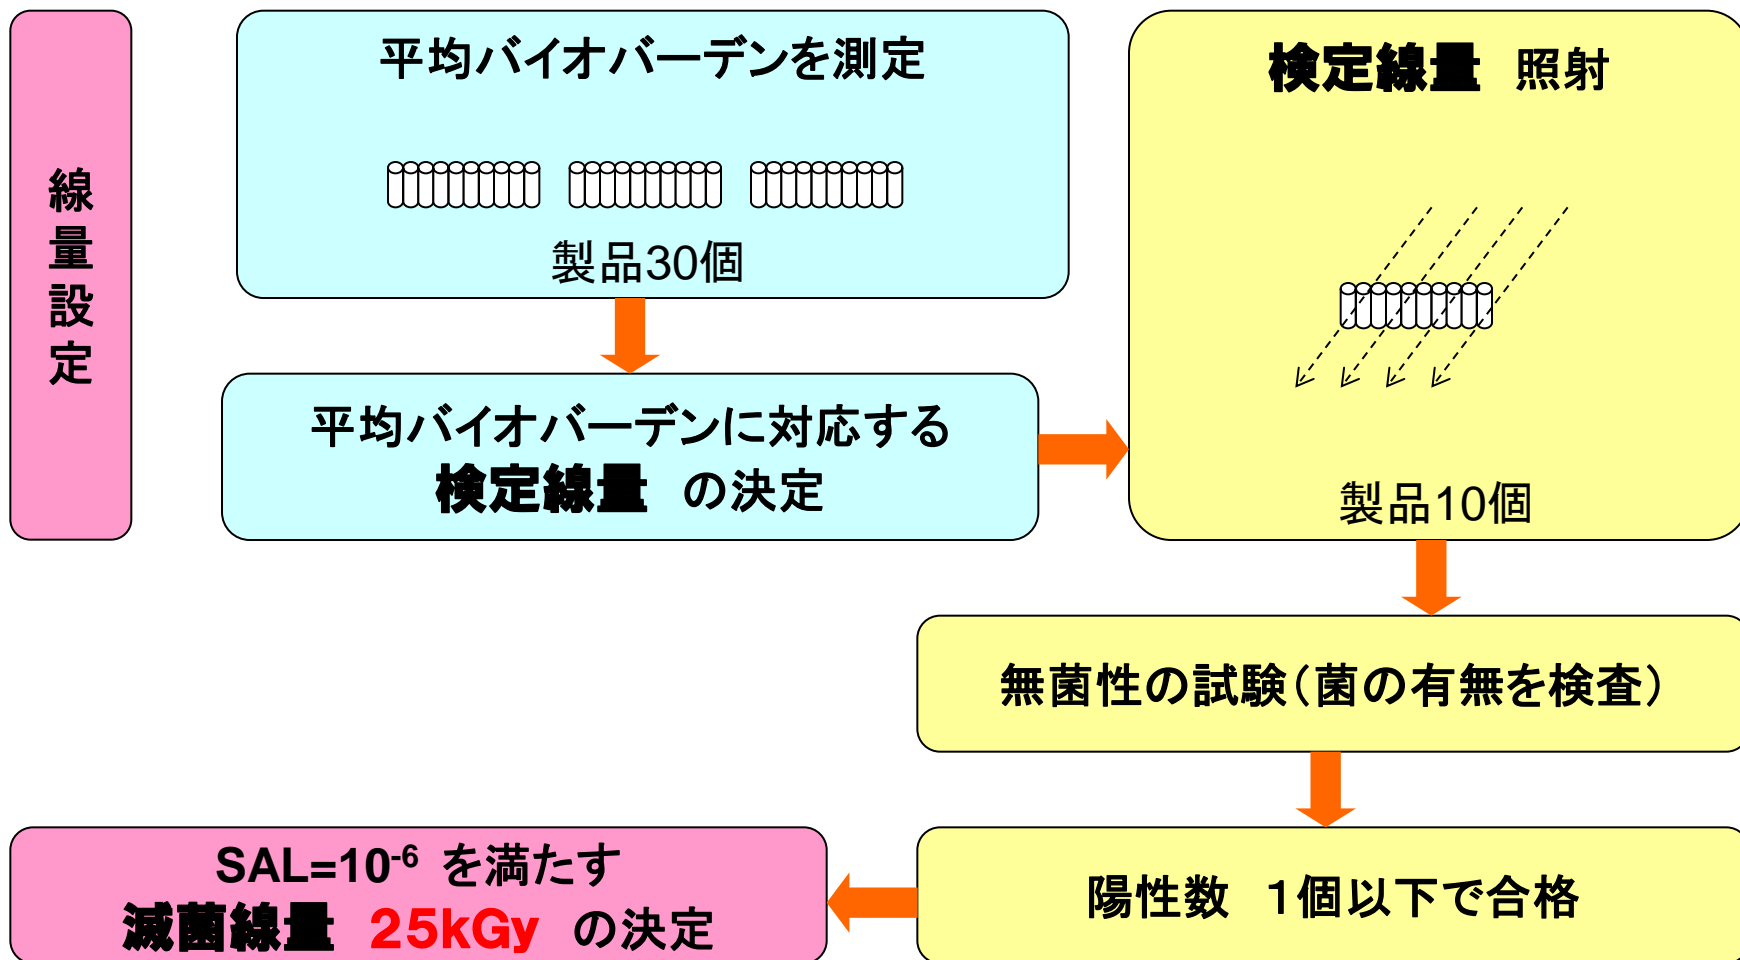 線量設定
平均バイオバーデンを測定
製品30個
平均バイオバーデンに対応する
検定線量 の決定
検定線量 照射
製品10個
無菌性の試験(菌の有無を検査)
陽性数 1個以下で合格
SAL=10⁻⁶ を満たす
滅菌線量 25kGy の決定